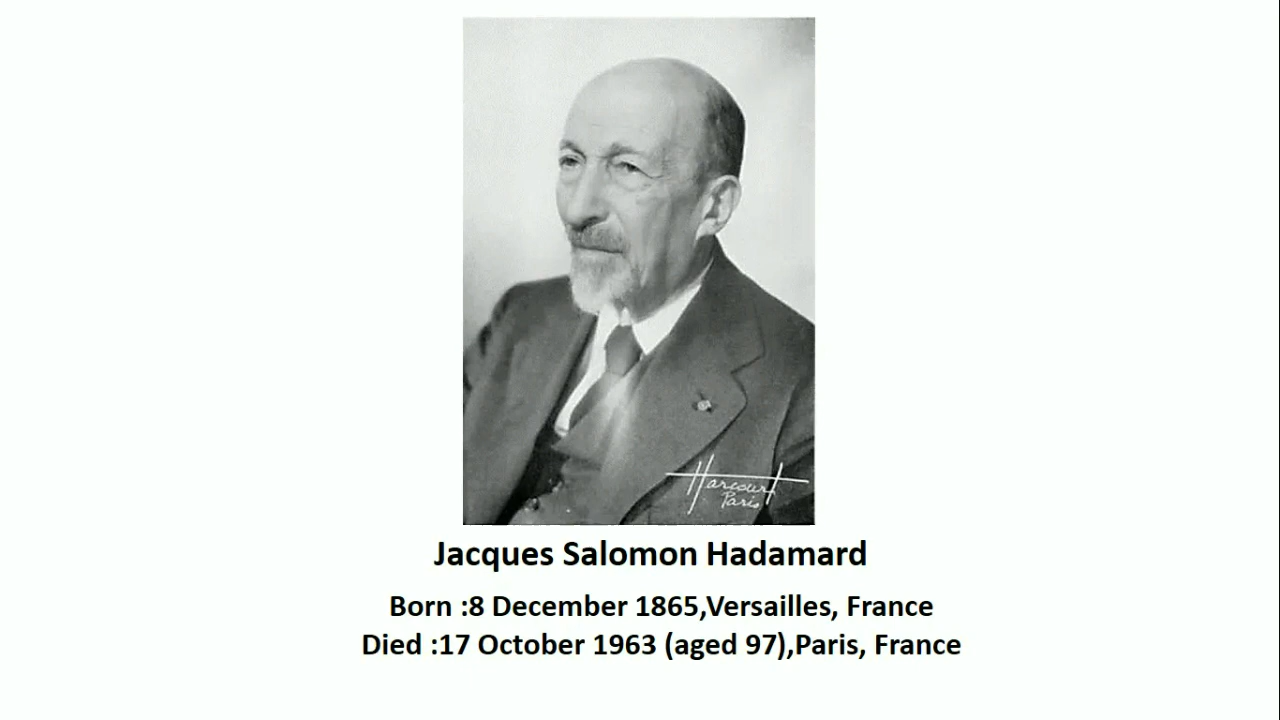 Harcourt
Paris
Jacques Salomon Hadamard
Born :8 December 1865,Versailles, France
Died :17 October 1963 (aged 97),Paris, France